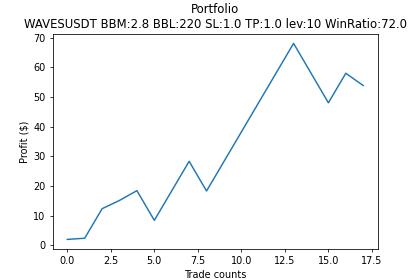 Portfolio
WAVESUSDT BBM:2.8 BBL:220 SL:1.0 TP:1.0 lev:10 WinRatio:72.0
Profit ($)
70
60
50
40
30
20
10
0
0.0 2.5 5.0 7.5 10.0 12.5 15.0 17.5
Trade counts